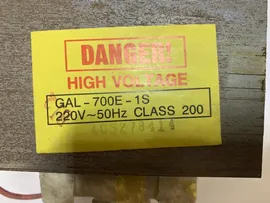 DANGER!
HIGH VOLTAGE
GAL-700E-1S
220V~50Hz CLASS 200